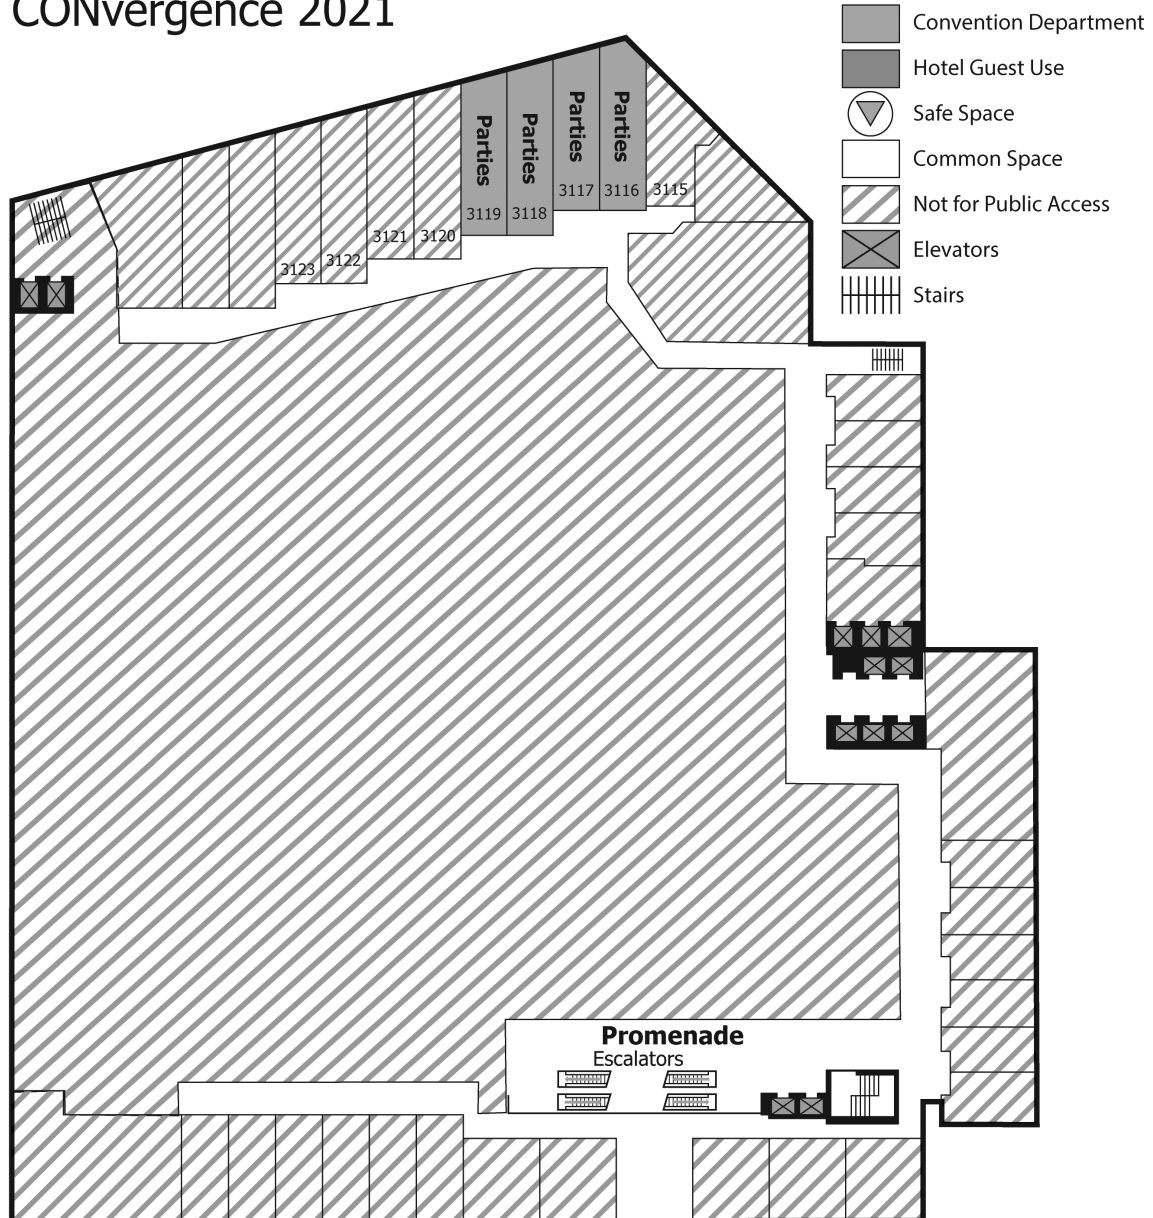 CONvergence 2021
Convention Department
Hotel Guest Use
Safe Space
Common Space
Not for Public Access
Elevators
Stairs
Parties
Parties
Parties
Parties
3123
3122
3121
3120
3119
3118
3117
3116
3115
Promenade
Escalators